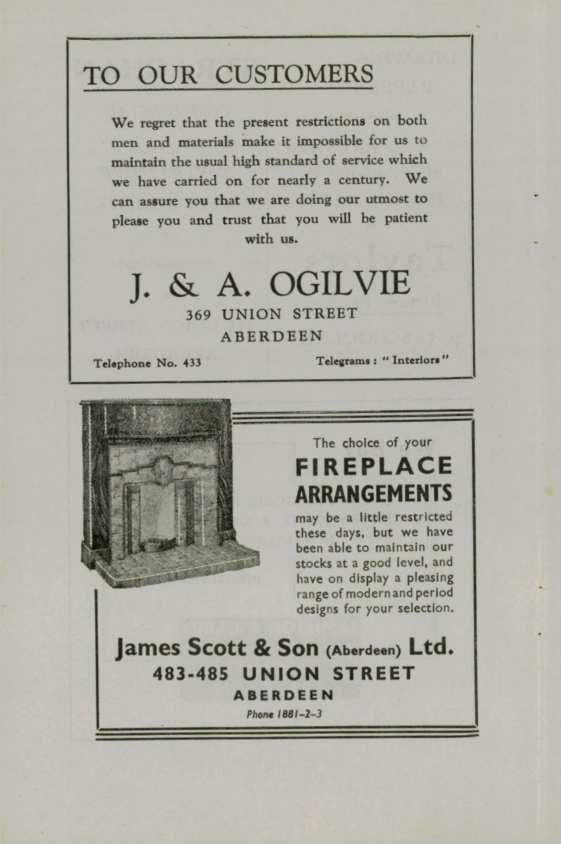 TO OUR CUSTOMERS
We regret that the present restrictions on both
men and materials make it impossible for us to
maintain the usual high standard of service which
we have carried on for nearly a century. We
can assure you that we are doing our utmost to
please you and trust that you will be patient
with us.
J. & A. OGILVIE
369 UNION STREET
ABERDEEN
Telephone No. 433 Telegrams : "Interiors"
The choice of your
FIREPLACE
ARRANGEMENTS
may be a little restricted
these days, but we have
been able to maintain our
stocks at a good level, and
have on display a pleasing
range of modern and period
designs for your selection.
James Scott & Son (Aberdeen) Ltd.
483-485 UNION STREET
ABERDEEN
Phone 1881-2-3